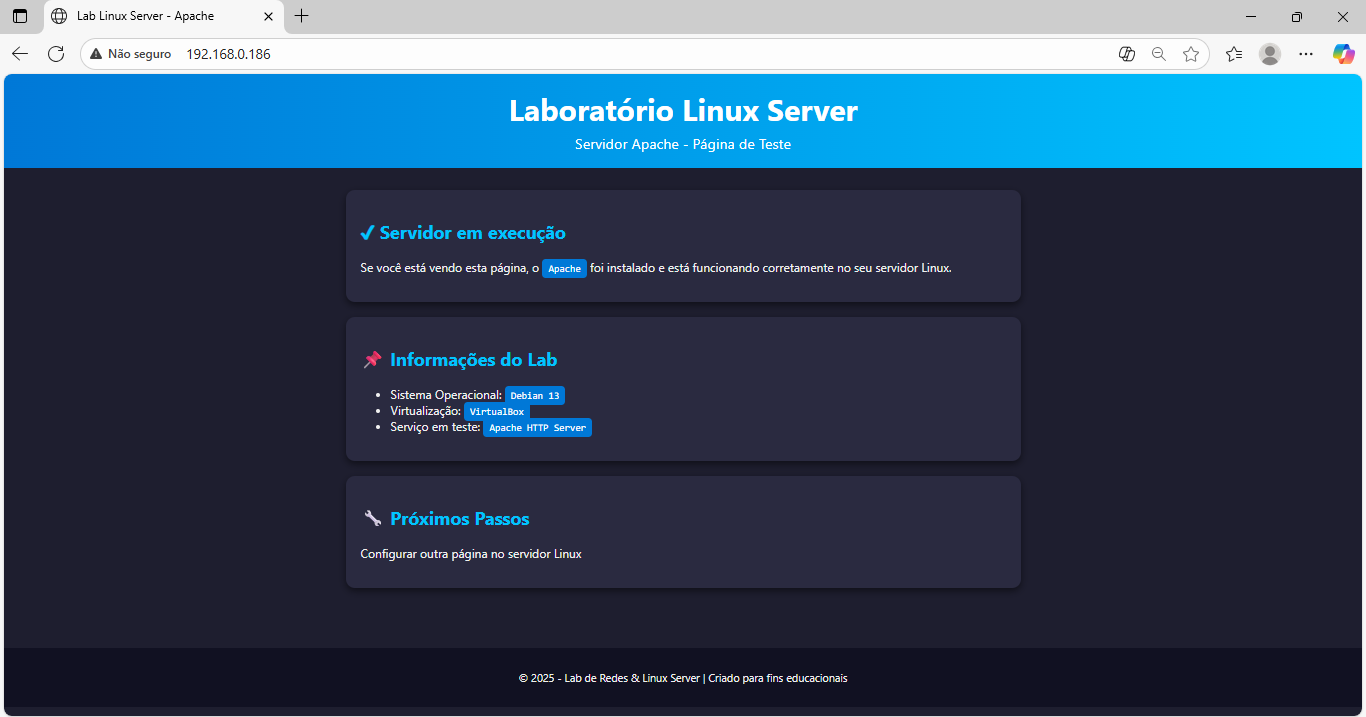 Lab Linux Server - Apache
Não seguro 192.168.0.186
Laboratório Linux Server
Servidor Apache - Página de Teste
✔ Servidor em execução
Se você está vendo esta página, o Apache foi instalado e está funcionando corretamente no seu servidor Linux.
📌 Informações do Lab
• Sistema Operacional: Debian 13
• Virtualização: VirtualBox
• Serviço em teste: Apache HTTP Server
🔧 Próximos Passos
Configurar outra página no servidor Linux
© 2025 - Lab de Redes & Linux Server | Criado para fins educacionais